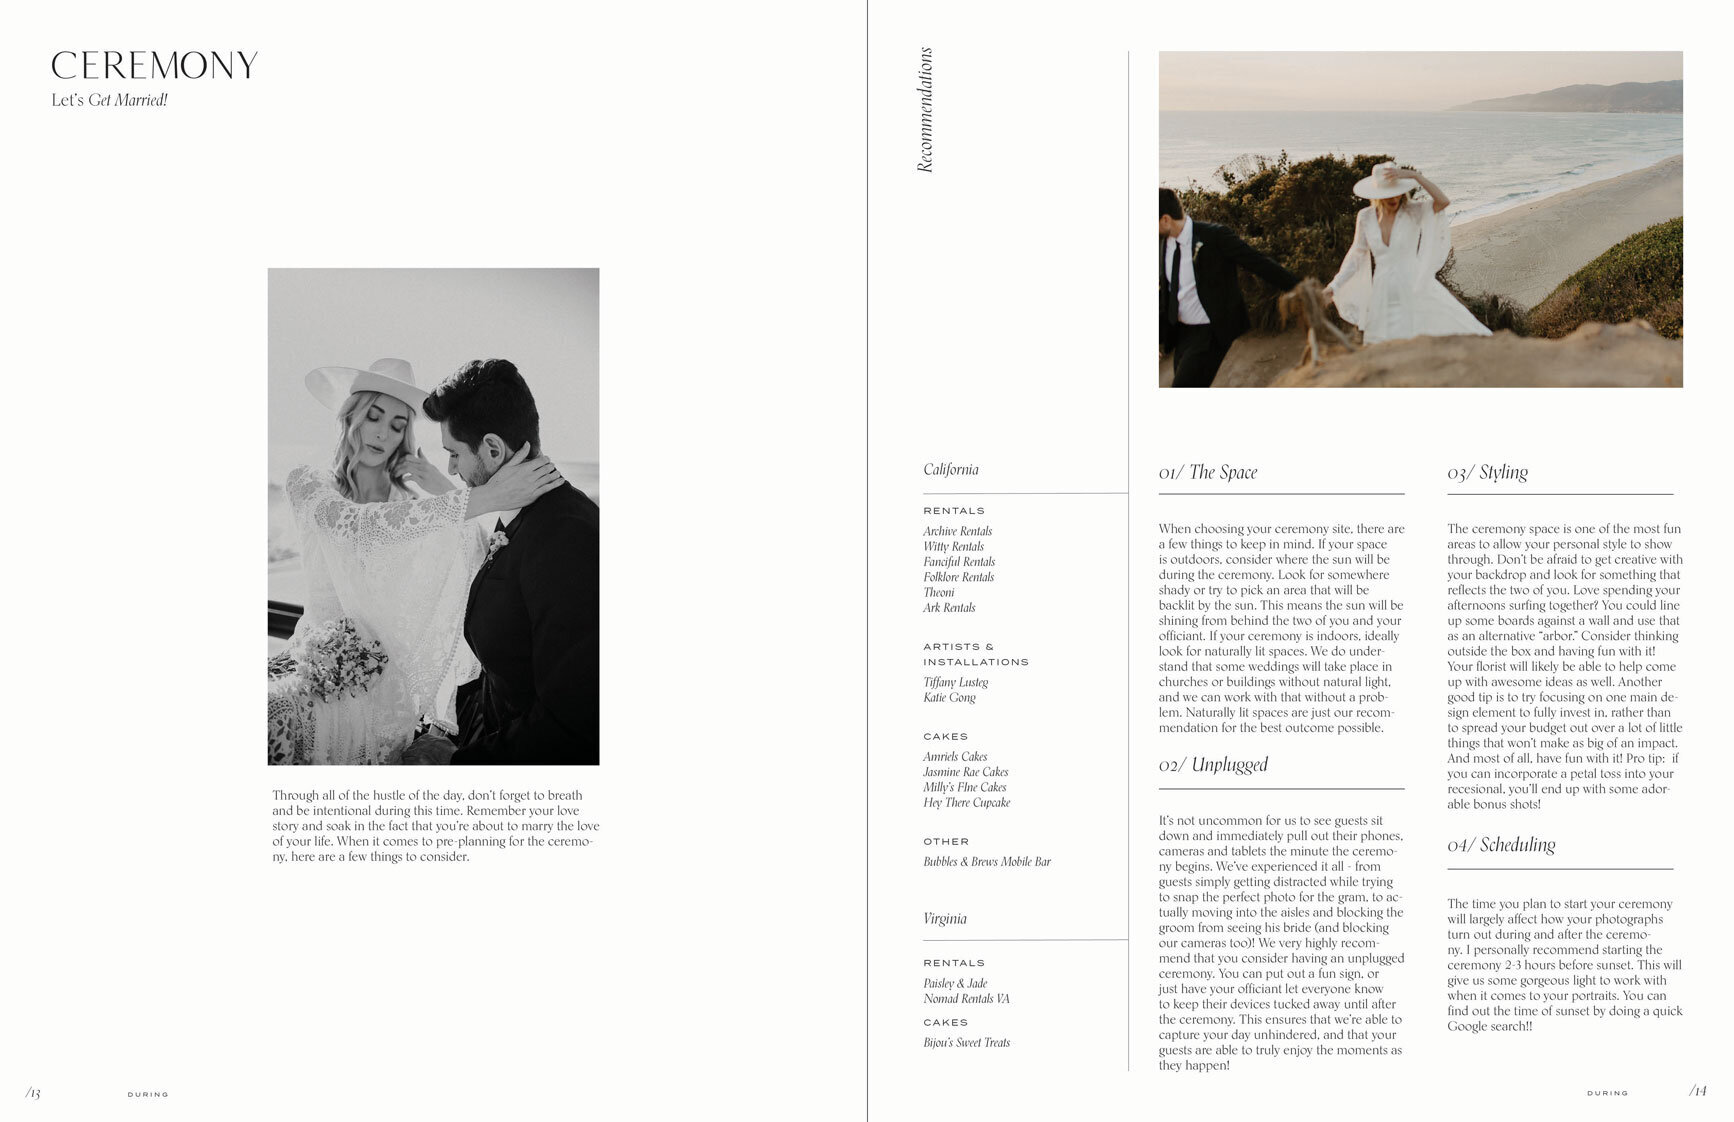 CEREMONY
Let's Get Married!
Through all of the hustle of the day, don't forget to breath
and be intentional during this time. Remember your love
story and soak in the fact that you're about to marry the love
of your life. When it comes to pre-planning for the ceremo-
ny, here are a few things to consider.
/13
DURING
Recommendations
California
RENTALS
Archive Rentals
Witty Rentals
Fanciful Rentals
Folklore Rentals
Theoni
Ark Rentals
ARTISTS &
INSTALLATIONS
Tiffany Lusteg
Katie Gong
CAKES
Amriels Cakes
Jasmine Rae Cakes
Milly's FIne Cakes
Hey There Cupcake
OTHER
Bubbles & Brews Mobile Bar
Virginia
RENTALS
Paisley & Jade
Nomad Rentals VA
CAKES
Bijou's Sweet Treats
01/ The Space
When choosing your ceremony site, there are
a few things to keep in mind. If your space
is outdoors, consider where the sun will be
during the ceremony. Look for somewhere
shady or try to pick an area that will be
backlit by the sun. This means the sun will be
shining from behind the two of you and your
officiant. If your ceremony is indoors, ideally
look for naturally lit spaces. We do under-
stand that some weddings will take place in
churches or buildings without natural light,
and we can work with that without a prob-
lem. Naturally lit spaces are just our recom-
mendation for the best outcome possible.
02/ Unplugged
It's not uncommon for us to see guests sit
down and immediately pull out their phones,
cameras and tablets the minute the ceremo-
ny begins. We've experienced it all - from
guests simply getting distracted while trying
to snap the perfect photo for the gram, to ac-
tually moving into the aisles and blocking the
groom from seeing his bride (and blocking
our cameras too)! We very highly recom-
mend that you consider having an unplugged
ceremony. You can put out a fun sign, or
just have your officiant let everyone know
to keep their devices tucked away until after
the ceremony. This ensures that we're able to
capture your day unhindered, and that your
guests are able to truly enjoy the moments as
they happen!
03/ Styling
The ceremony space is one of the most fun
areas to allow your personal style to show
through. Don't be afraid to get creative with
your backdrop and look for something that
reflects the two of you. Love spending your
afternoons surfing together? You could line
up some boards against a wall and use that
as an alternative "arbor." Consider thinking
outside the box and having fun with it!
Your florist will likely be able to help come
up with awesome ideas as well. Another
good tip is to try focusing on one main de-
sign element to fully invest in, rather than
to spread your budget out over a lot of little
things that won't make as big of an impact.
And most of all, have fun with it! Pro tip: if
you can incorporate a petal toss into your
recesional, you'll end up with some ador-
able bonus shots!
04/ Scheduling
The time you plan to start your ceremony
will largely affect how your photographs
turn out during and after the ceremo-
ny. I personally recommend starting the
ceremony 2-3 hours before sunset. This will
give us some gorgeous light to work with
when it comes to your portraits. You can
find out the time of sunset by doing a quick
Google search!!
DURING
/14